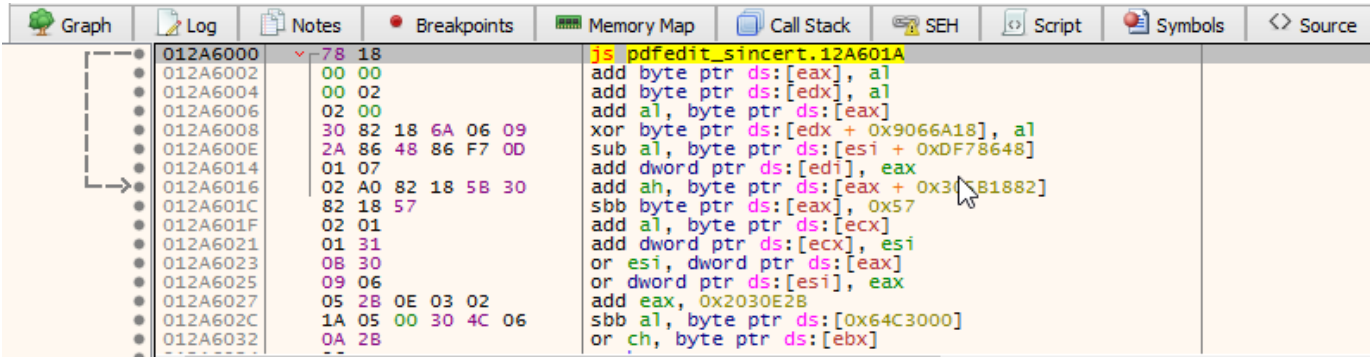 Graph Log Notes Breakpoints Memory Map Call Stack SEH Script Symbols Source
012A6000 78 18 js pdfedit_sincert.12A601A
012A6002 00 00 add byte ptr ds:[eax], al
012A6004 00 02 add byte ptr ds:[edx], al
012A6006 02 00 add al, byte ptr ds:[eax]
012A6008 30 82 18 6A 06 09 xor byte ptr ds:[edx + 0x9066A18], al
012A600E 2A 86 48 86 F7 0D sub al, byte ptr ds:[esi + 0xDF78648]
012A6014 01 07 add dword ptr ds:[edi], eax
012A6016 02 A0 82 18 5B 30 add ah, byte ptr ds:[eax + 0x305B1882]
012A601C 82 18 57 sbb byte ptr ds:[eax], 0x57
012A601F 02 01 add al, byte ptr ds:[ecx]
012A6021 01 31 add dword ptr ds:[ecx], esi
012A6023 0B 30 or esi, dword ptr ds:[eax]
012A6025 09 06 or dword ptr ds:[esi], eax
012A6027 05 2B 0E 03 02 add eax, 0x2030E2B
012A602C 1A 05 00 30 4C 06 sbb al, byte ptr ds:[0x64C3000]
012A6032 0A 2B or ch, byte ptr ds:[ebx]